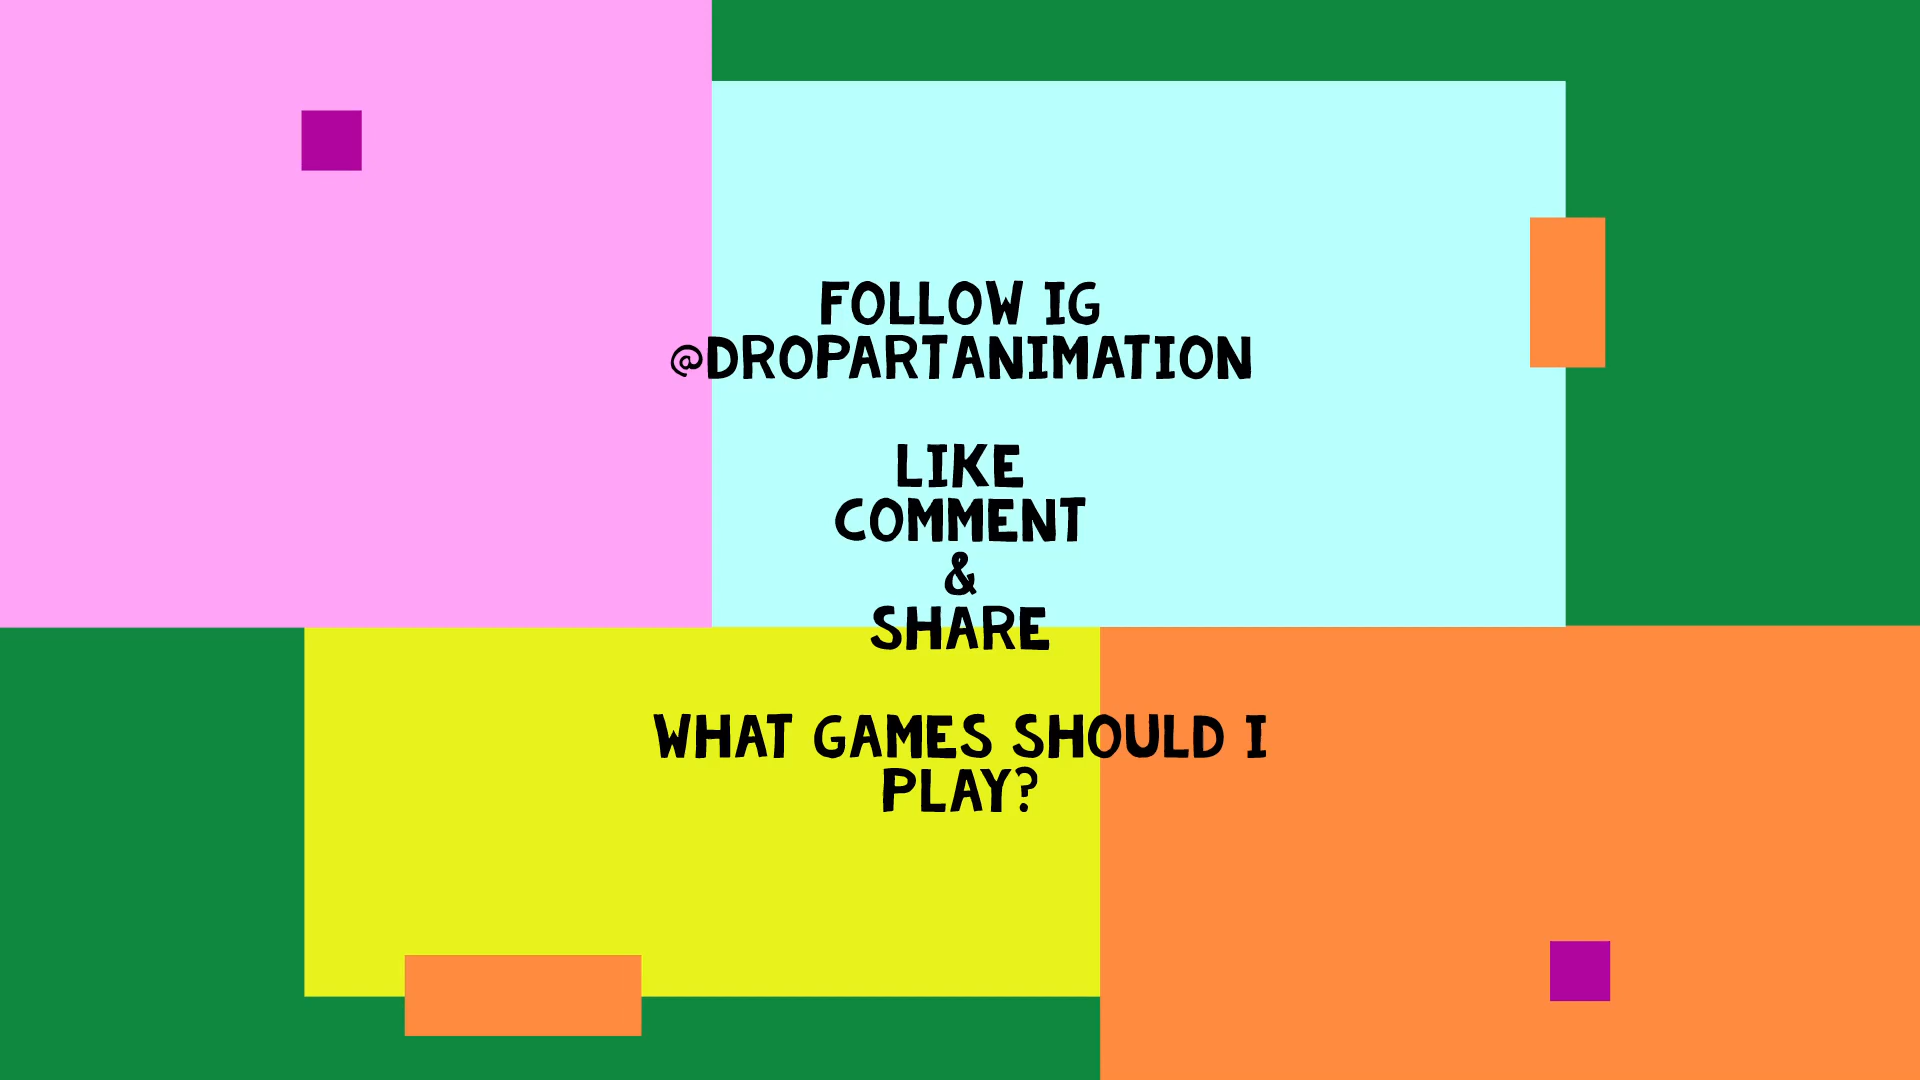 FOLLOW IG
@DROPARTANIMATION
LIKE
COMMENT
&
SHARE
WHAT GAMES SHOULD I
PLAY?